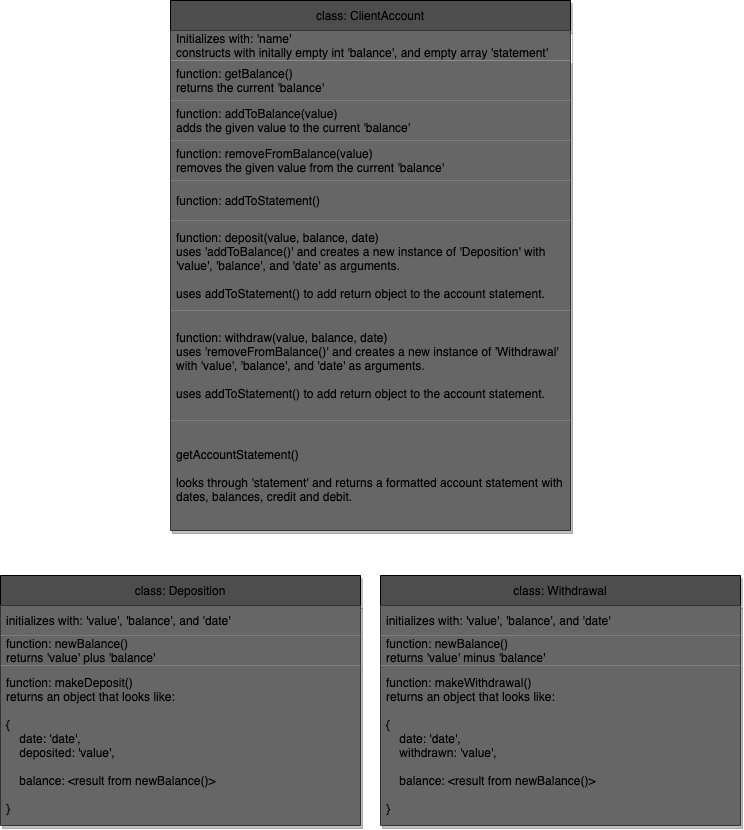 class: ClientAccount
Initializes with: 'name'
constructs with initally empty int 'balance', and empty array 'statement'
function: getBalance()
returns the current 'balance'
function: addToBalance(value)
adds the given value to the current 'balance'
function: removeFromBalance(value)
removes the given value from the current 'balance'
function: addToStatement()
function: deposit(value, balance, date)
uses 'addToBalance()' and creates a new instance of 'Deposition' with
'value', 'balance', and 'date' as arguments.
uses addToStatement() to add return object to the account statement.
function: withdraw(value, balance, date)
uses 'removeFromBalance()' and creates a new instance of 'Withdrawal'
with 'value', 'balance', and 'date' as arguments.
uses addToStatement() to add return object to the account statement.
getAccountStatement()
looks through 'statement' and returns a formatted account statement with
dates, balances, credit and debit.
class: Deposition
initializes with: 'value', 'balance', and 'date'
function: newBalance()
returns 'value' plus 'balance'
function: makeDeposit()
returns an object that looks like:
{
date: 'date',
deposited: 'value',
balance: <result from newBalance()>
}
class: Withdrawal
initializes with: 'value', 'balance', and 'date'
function: newBalance()
returns 'value' minus 'balance'
function: makeWithdrawal()
returns an object that looks like:
{
date: 'date',
withdrawn: 'value',
balance: <result from newBalance()>
}